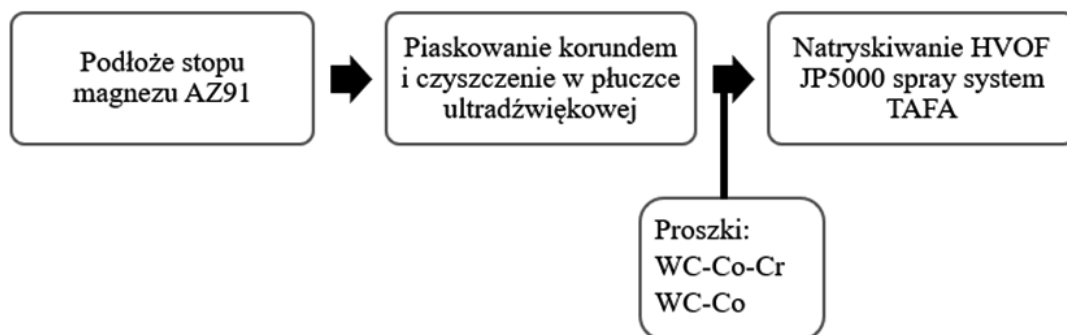 Podłoże stopu
magnezu AZ91
Piaskowanie korundem
i czyszczenie w płuczce
ultradźwiękowej
Natryskiwanie HVOF
JP5000 spray system
TAFA
Proszki:
WC-Co-Cr
WC-Co